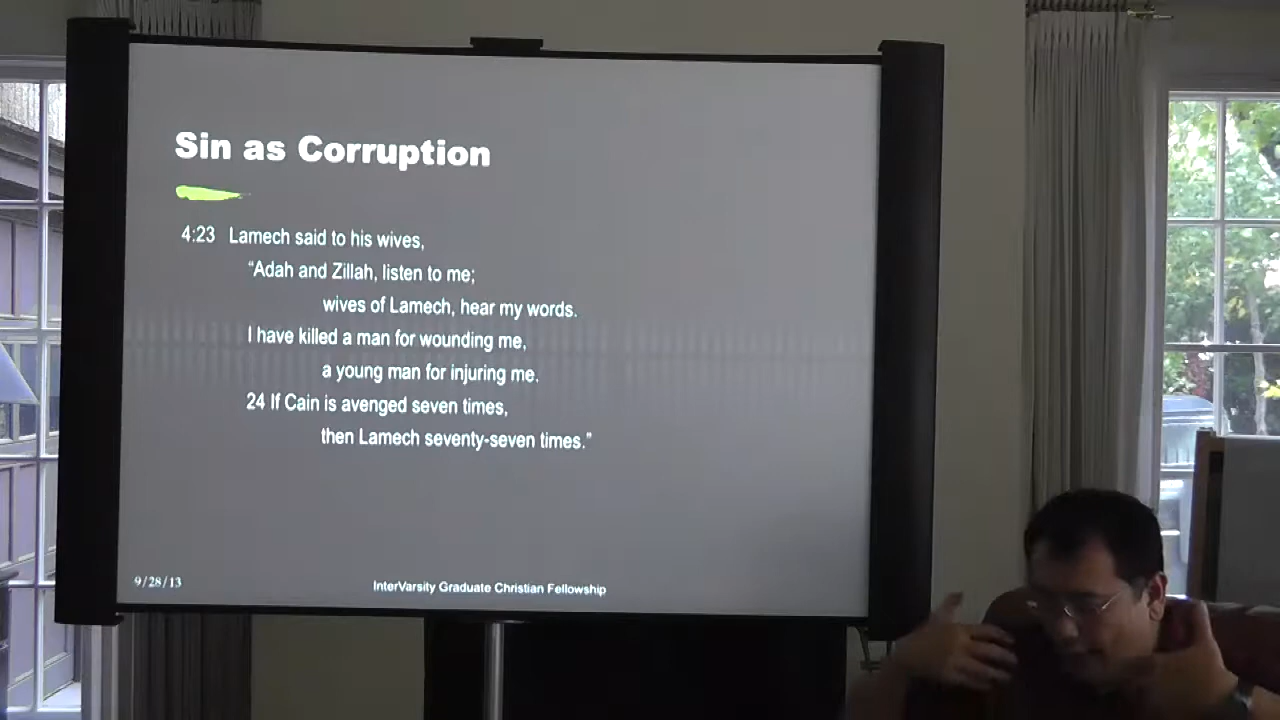 Sin as Corruption
4:23 Lamech said to his wives,
“Adah and Zillah, listen to me;
wives of Lamech, hear my words.
I have killed a man for wounding me,
a young man for injuring me.
24 If Cain is avenged seven times,
then Lamech seventy-seven times.”
9/28/13 InterVarsity Graduate Christian Fellowship